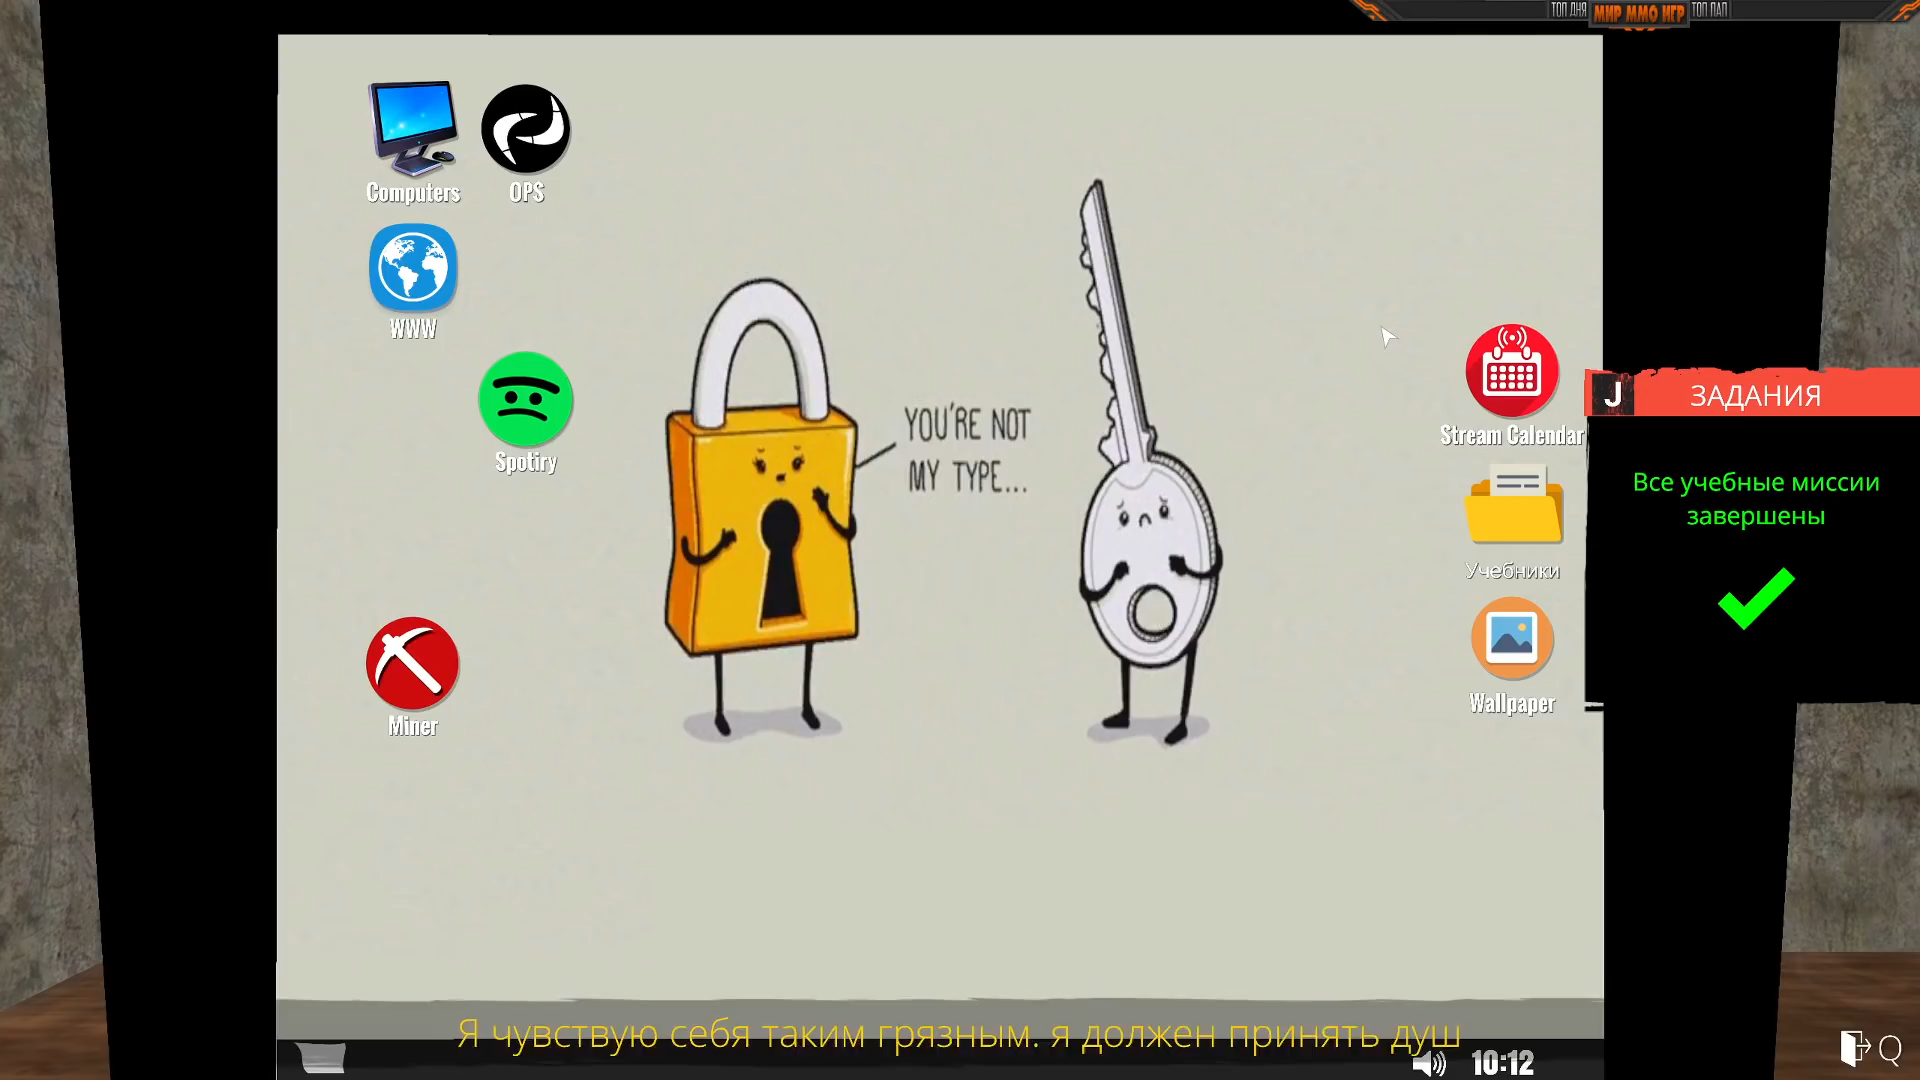 ТОП ДНЯ
МИР ММО ИГР
ТОП ПАП
Computers
OPS
WWW
Spotiry
Miner
YOU'RE NOT
MY TYPE...
Stream Calendar
Учебники
Wallpaper
J
ЗАДАНИЯ
Все учебные миссии
завершены
Я чувствую себя таким грязным. я должен принять душ
10:12
Q